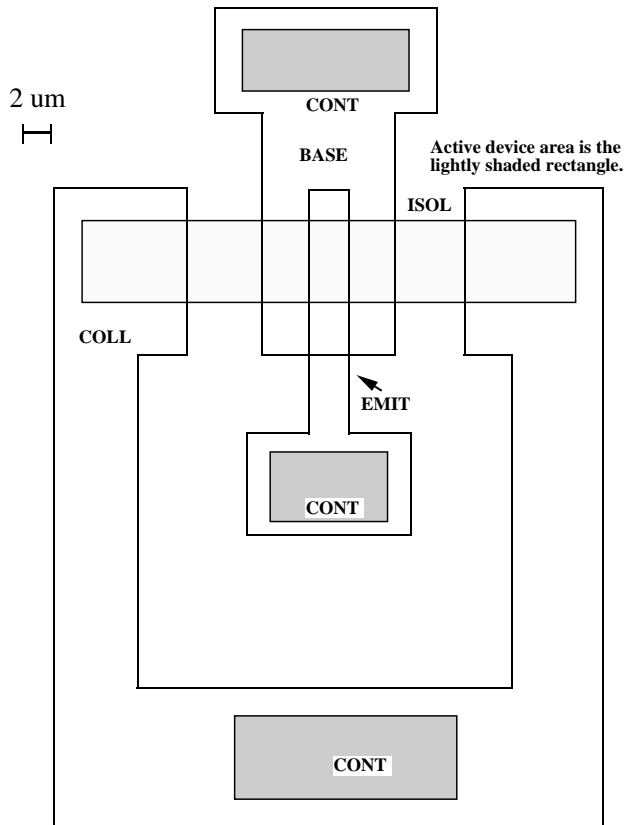 CONT
2 um
BASE
Active device area is the
lightly shaded rectangle.
ISOL
COLL
EMIT
CONT
CONT